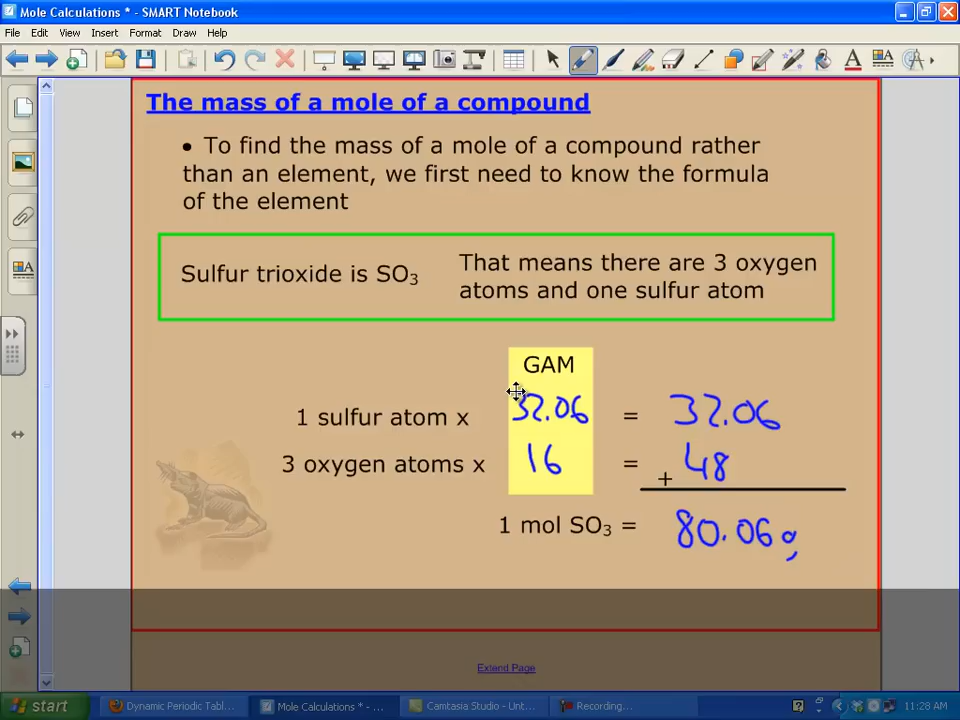 Mole Calculations * - SMART Notebook
File Edit View Insert Format Draw Help
The mass of a mole of a compound
• To find the mass of a mole of a compound rather
than an element, we first need to know the formula
of the element
Sulfur trioxide is SO₃
That means there are 3 oxygen
atoms and one sulfur atom
GAM
1 sulfur atom x 32.06 = 32.06
3 oxygen atoms x 16 = + 48
1 mol SO₃ = 80.06 g
Extend Page
start Dynamic Periodic Tabl... Mole Calculations * - ... Camtasia Studio - Unt... Recording... 11:28 AM